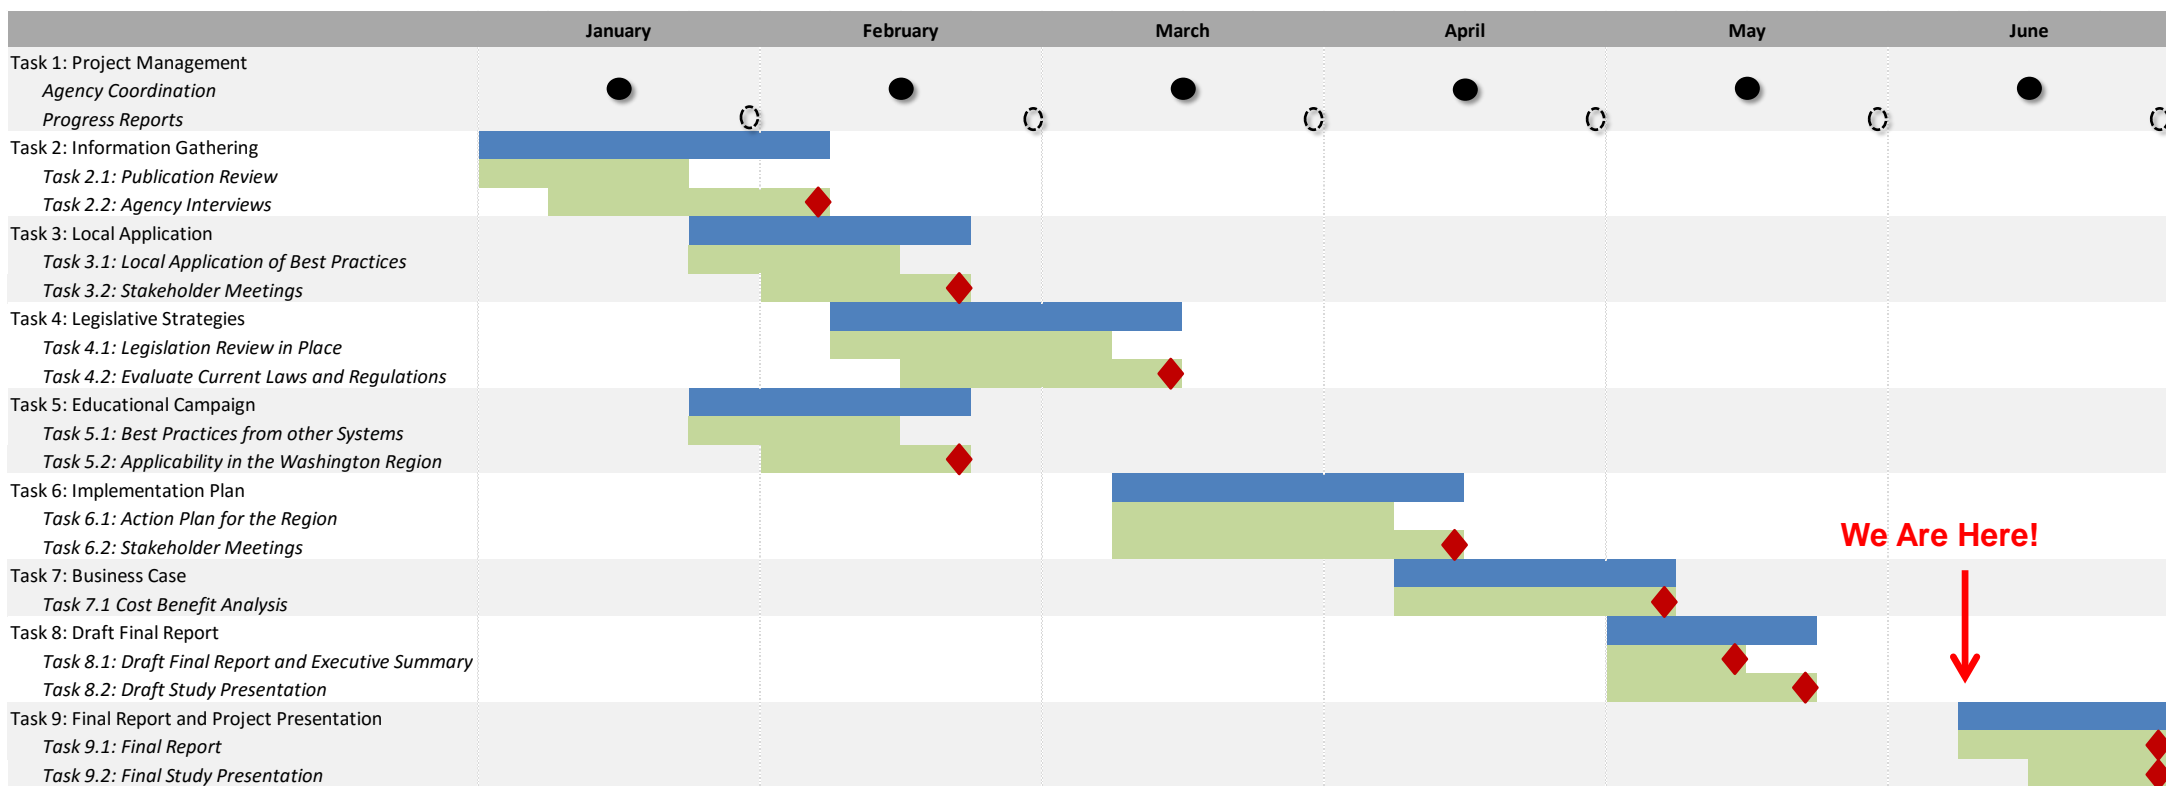 January February March April May June
Task 1: Project Management
Agency Coordination
Progress Reports
Task 2: Information Gathering
Task 2.1: Publication Review
Task 2.2: Agency Interviews
Task 3: Local Application
Task 3.1: Local Application of Best Practices
Task 3.2: Stakeholder Meetings
Task 4: Legislative Strategies
Task 4.1: Legislation Review in Place
Task 4.2: Evaluate Current Laws and Regulations
Task 5: Educational Campaign
Task 5.1: Best Practices from other Systems
Task 5.2: Applicability in the Washington Region
Task 6: Implementation Plan
Task 6.1: Action Plan for the Region
Task 6.2: Stakeholder Meetings
We Are Here!
Task 7: Business Case
Task 7.1 Cost Benefit Analysis
Task 8: Draft Final Report
Task 8.1: Draft Final Report and Executive Summary
Task 8.2: Draft Study Presentation
Task 9: Final Report and Project Presentation
Task 9.1: Final Report
Task 9.2: Final Study Presentation